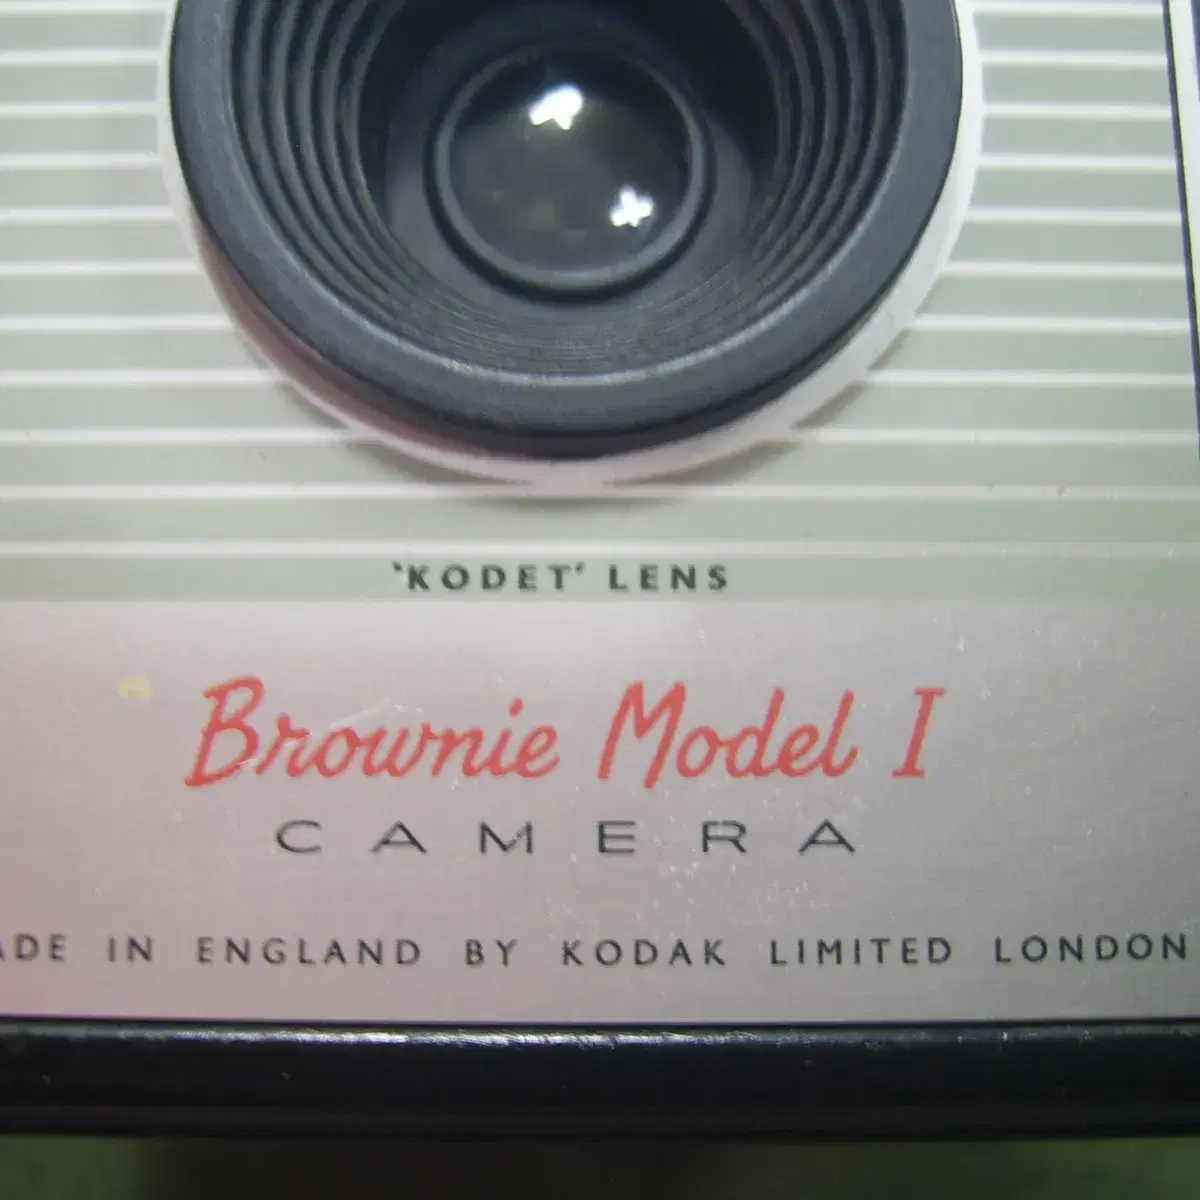 'KODET' LENS
Brownie Model I
CAMERA
ADE IN ENGLAND BY KODAK LIMITED LONDON